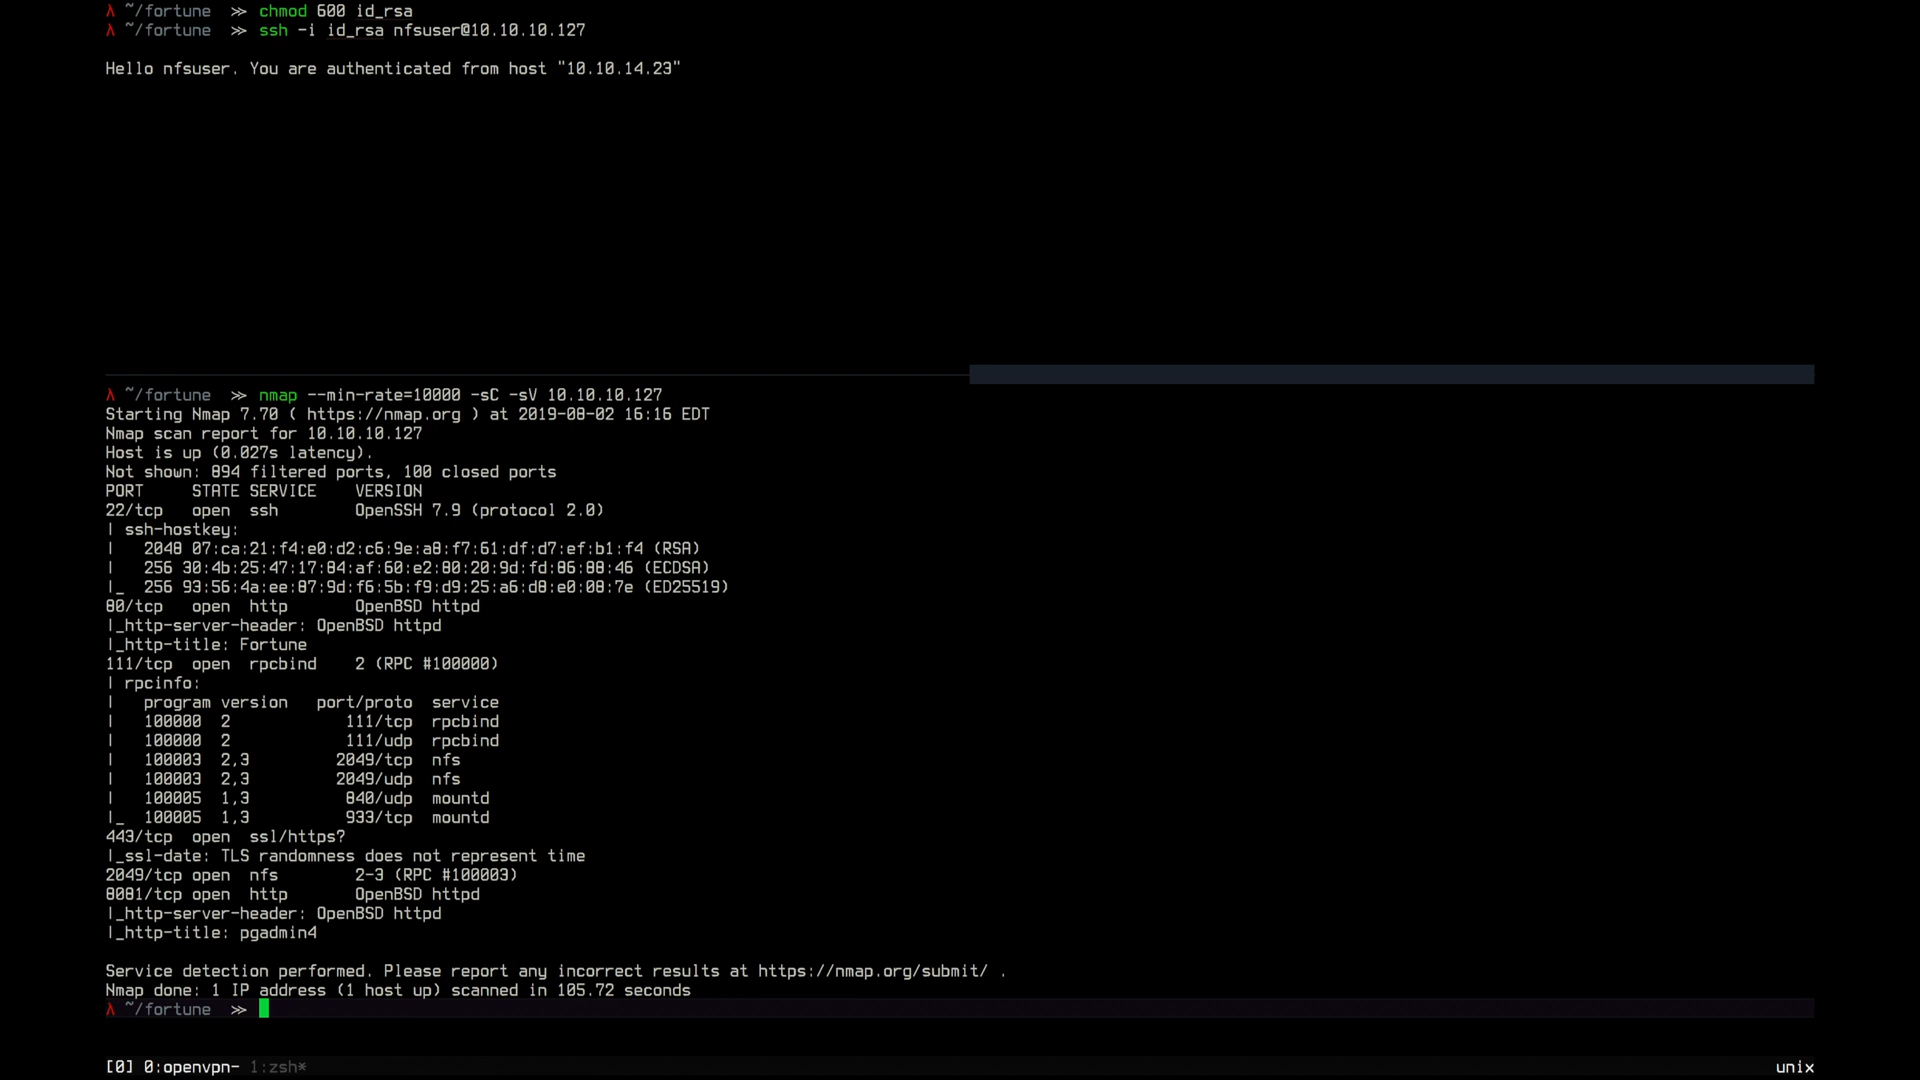 λ ~/fortune ≫ chmod 600 id_rsa
λ ~/fortune ≫ ssh -i id_rsa nfsuser@10.10.10.127
Hello nfsuser. You are authenticated from host "10.10.14.23"
λ ~/fortune ≫ nmap --min-rate=10000 -sC -sV 10.10.10.127
Starting Nmap 7.70 ( https://nmap.org ) at 2019-08-02 16:16 EDT
Nmap scan report for 10.10.10.127
Host is up (0.027s latency).
Not shown: 894 filtered ports, 100 closed ports
PORT     STATE SERVICE    VERSION
22/tcp   open  ssh        OpenSSH 7.9 (protocol 2.0)
| ssh-hostkey:
|   2048 07:ca:21:f4:e0:d2:c6:9e:a8:f7:61:df:d7:ef:b1:f4 (RSA)
|   256 30:4b:25:47:17:84:af:60:e2:80:20:9d:fd:86:88:46 (ECDSA)
|_  256 93:56:4a:ee:87:9d:f6:5b:f9:d9:25:a6:d8:e0:08:7e (ED25519)
80/tcp   open  http       OpenBSD httpd
|_http-server-header: OpenBSD httpd
|_http-title: Fortune
111/tcp  open  rpcbind    2 (RPC #100000)
| rpcinfo:
|   program version   port/proto  service
|   100000  2            111/tcp  rpcbind
|   100000  2            111/udp  rpcbind
|   100003  2,3         2049/tcp  nfs
|   100003  2,3         2049/udp  nfs
|   100005  1,3          840/udp  mountd
|_  100005  1,3          933/tcp  mountd
443/tcp  open  ssl/https?
|_ssl-date: TLS randomness does not represent time
2049/tcp open  nfs        2-3 (RPC #100003)
8081/tcp open  http       OpenBSD httpd
|_http-server-header: OpenBSD httpd
|_http-title: pgadmin4
Service detection performed. Please report any incorrect results at https://nmap.org/submit/ .
Nmap done: 1 IP address (1 host up) scanned in 105.72 seconds
λ ~/fortune ≫
[0] 0:openvpn- 1:zsh* unix